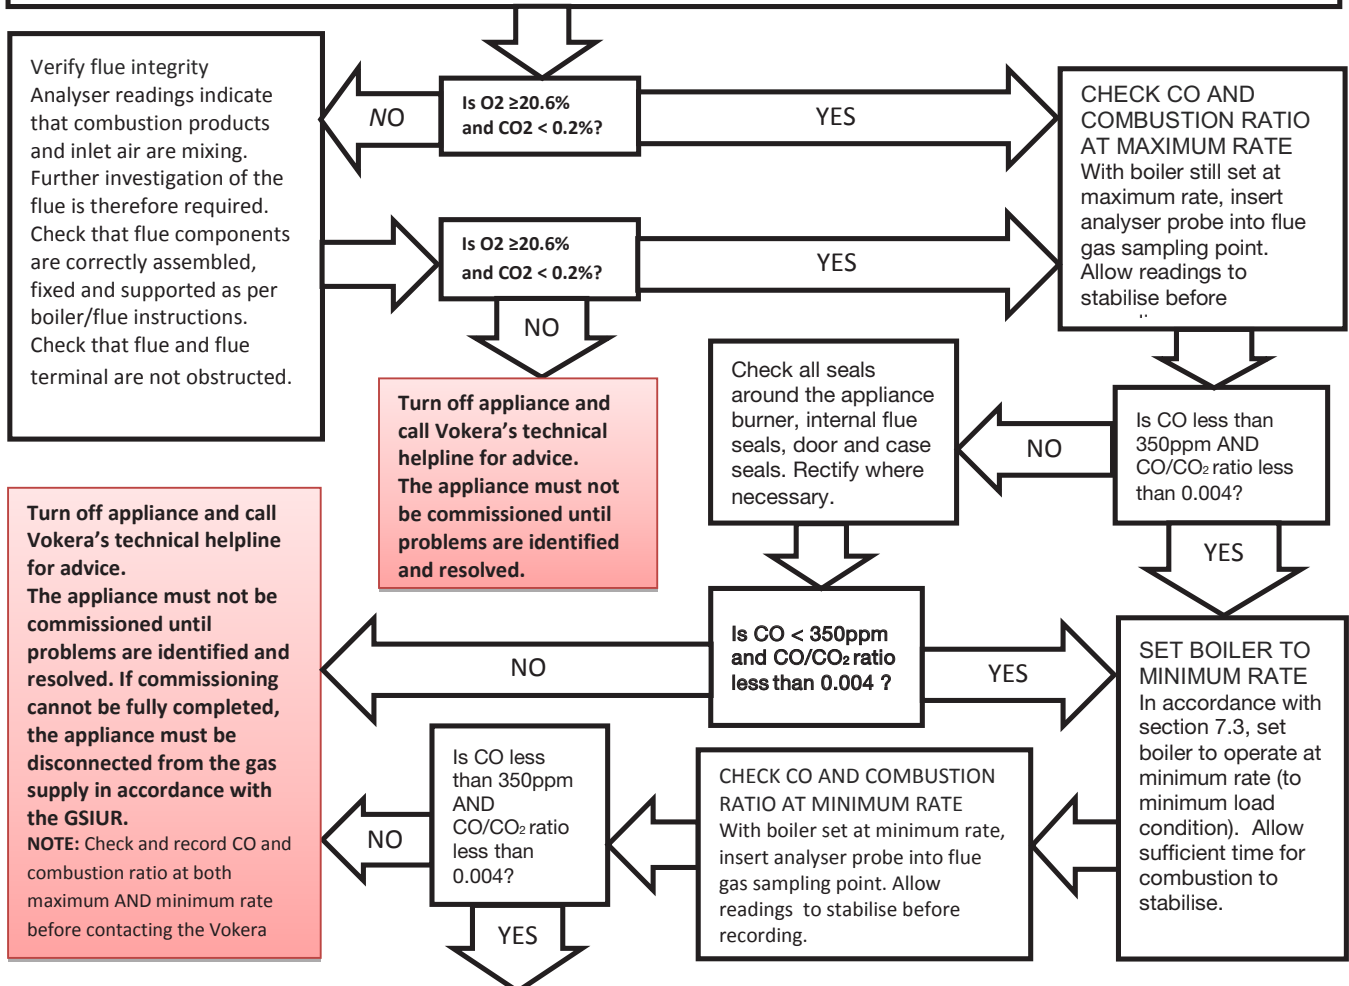 Verify flue integrity
Analyser readings indicate
that combustion products
and inlet air are mixing.
Further investigation of the
flue is therefore required.
Check that flue components
are correctly assembled,
fixed and supported as per
boiler/flue instructions.
Check that flue and flue
terminal are not obstructed.
NO
Is O2 ≥20.6%
and CO2 < 0.2%?
YES
CHECK CO AND
COMBUSTION RATIO
AT MAXIMUM RATE
With boiler still set at
maximum rate, insert
analyser probe into flue
gas sampling point.
Allow readings to
stabilise before
Is O2 ≥20.6%
and CO2 < 0.2%?
YES
NO
Turn off appliance and
call Vokera’s technical
helpline for advice.
The appliance must not
be commissioned until
problems are identified
and resolved.
Check all seals
around the appliance
burner, internal flue
seals, door and case
seals. Rectify where
necessary.
NO
Is CO less than
350ppm AND
CO/CO₂ ratio less
than 0.004?
YES
Turn off appliance and call
Vokera’s technical helpline
for advice.
The appliance must not be
commissioned until
problems are identified and
resolved. If commissioning
cannot be fully completed,
the appliance must be
disconnected from the gas
supply in accordance with
the GSIUR.
NOTE: Check and record CO and
combustion ratio at both
maximum AND minimum rate
before contacting the Vokera
NO
Is CO < 350ppm
and CO/CO₂ ratio
less than 0.004 ?
YES
SET BOILER TO
MINIMUM RATE
In accordance with
section 7.3, set
boiler to operate at
minimum rate (to
minimum load
condition). Allow
sufficient time for
combustion to
stabilise.
CHECK CO AND COMBUSTION
RATIO AT MINIMUM RATE
With boiler set at minimum rate,
insert analyser probe into flue
gas sampling point. Allow
readings to stabilise before
recording.
Is CO less
than 350ppm
AND
CO/CO₂ ratio
less than
0.004?
NO
YES